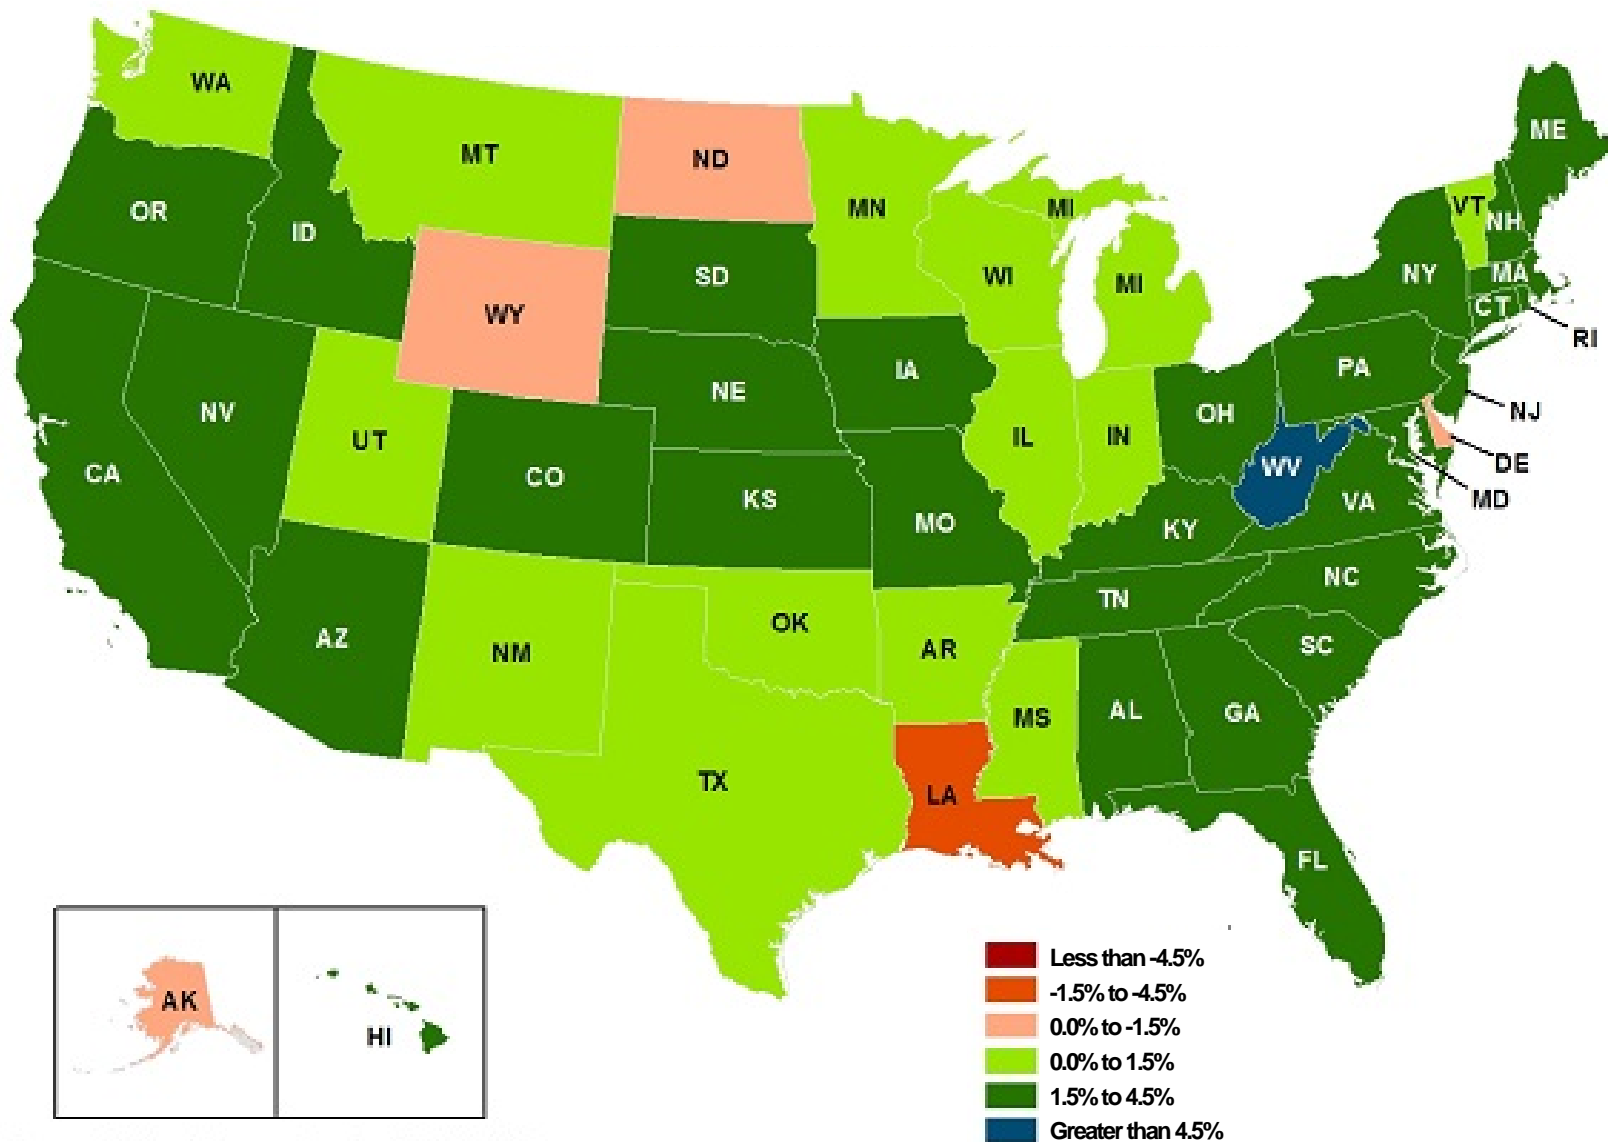 WA
MT
ND
MN
ME
OR
ID
SD
WI
MI
MI
VT
NH
NY
MA
CT
RI
WY
NE
IA
PA
NJ
NV
UT
CO
KS
IL
IN
OH
WV
DE
MD
CA
MO
KY
VA
AZ
NM
OK
AR
TN
NC
SC
TX
LA
MS
AL
GA
FL
AK
HI
Less than -4.5%
-1.5% to -4.5%
0.0% to -1.5%
0.0% to 1.5%
1.5% to 4.5%
Greater than 4.5%